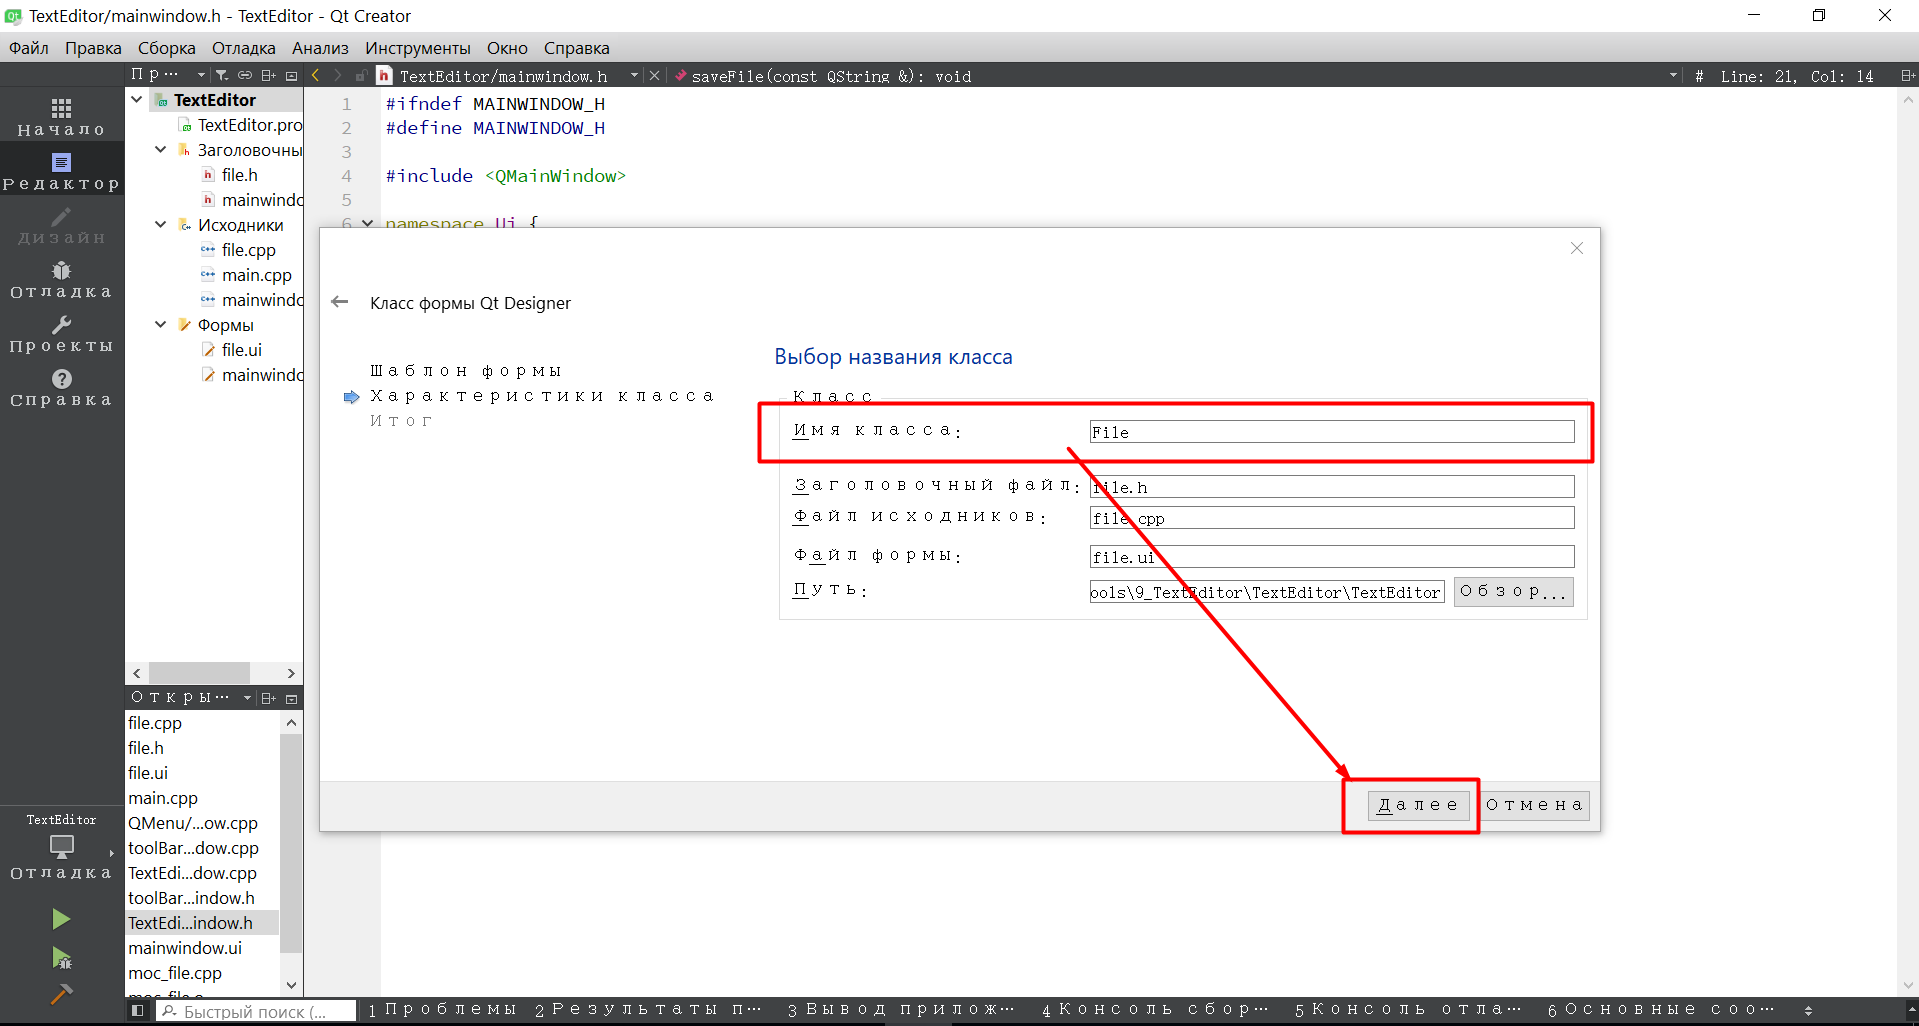 TextEditor/mainwindow.h - TextEditor - Qt Creator
Файл Правка Сборка Отладка Анализ Инструменты Окно Справка
Пр… TextEditor/mainwindow.h saveFile(const QString &): void # Line: 21, Col: 14
Начало
Редактор
Дизайн
Отладка
Проекты
Справка
TextEditor
TextEditor.pro
Заголовочны
file.h
mainwindo
Исходники
file.cpp
main.cpp
mainwindo
Формы
file.ui
mainwindo
1 #ifndef MAINWINDOW_H
2 #define MAINWINDOW_H
3
4 #include <QMainWindow>
5
6 namespace Ui {
Класс формы Qt Designer
Шаблон формы
Характеристики класса
Итог
Выбор названия класса
Класс
Имя класса: File
Заголовочный файл: file.h
Файл исходников: file.cpp
Файл формы: file.ui
Путь: ools\9_TextEditor\TextEditor\TextEditor Обзор...
Далее Отмена
Откры…
file.cpp
file.h
file.ui
main.cpp
QMenu/...ow.cpp
toolBar...dow.cpp
TextEdi...dow.cpp
toolBar...indow.h
TextEdi...indow.h
mainwindow.ui
moc_file.cpp
TextEditor
Отладка
Быстрый поиск (...
1 Проблемы 2 Результаты п… 3 Вывод прилож… 4 Консоль сбор… 5 Консоль отла… 6 Основные соо…